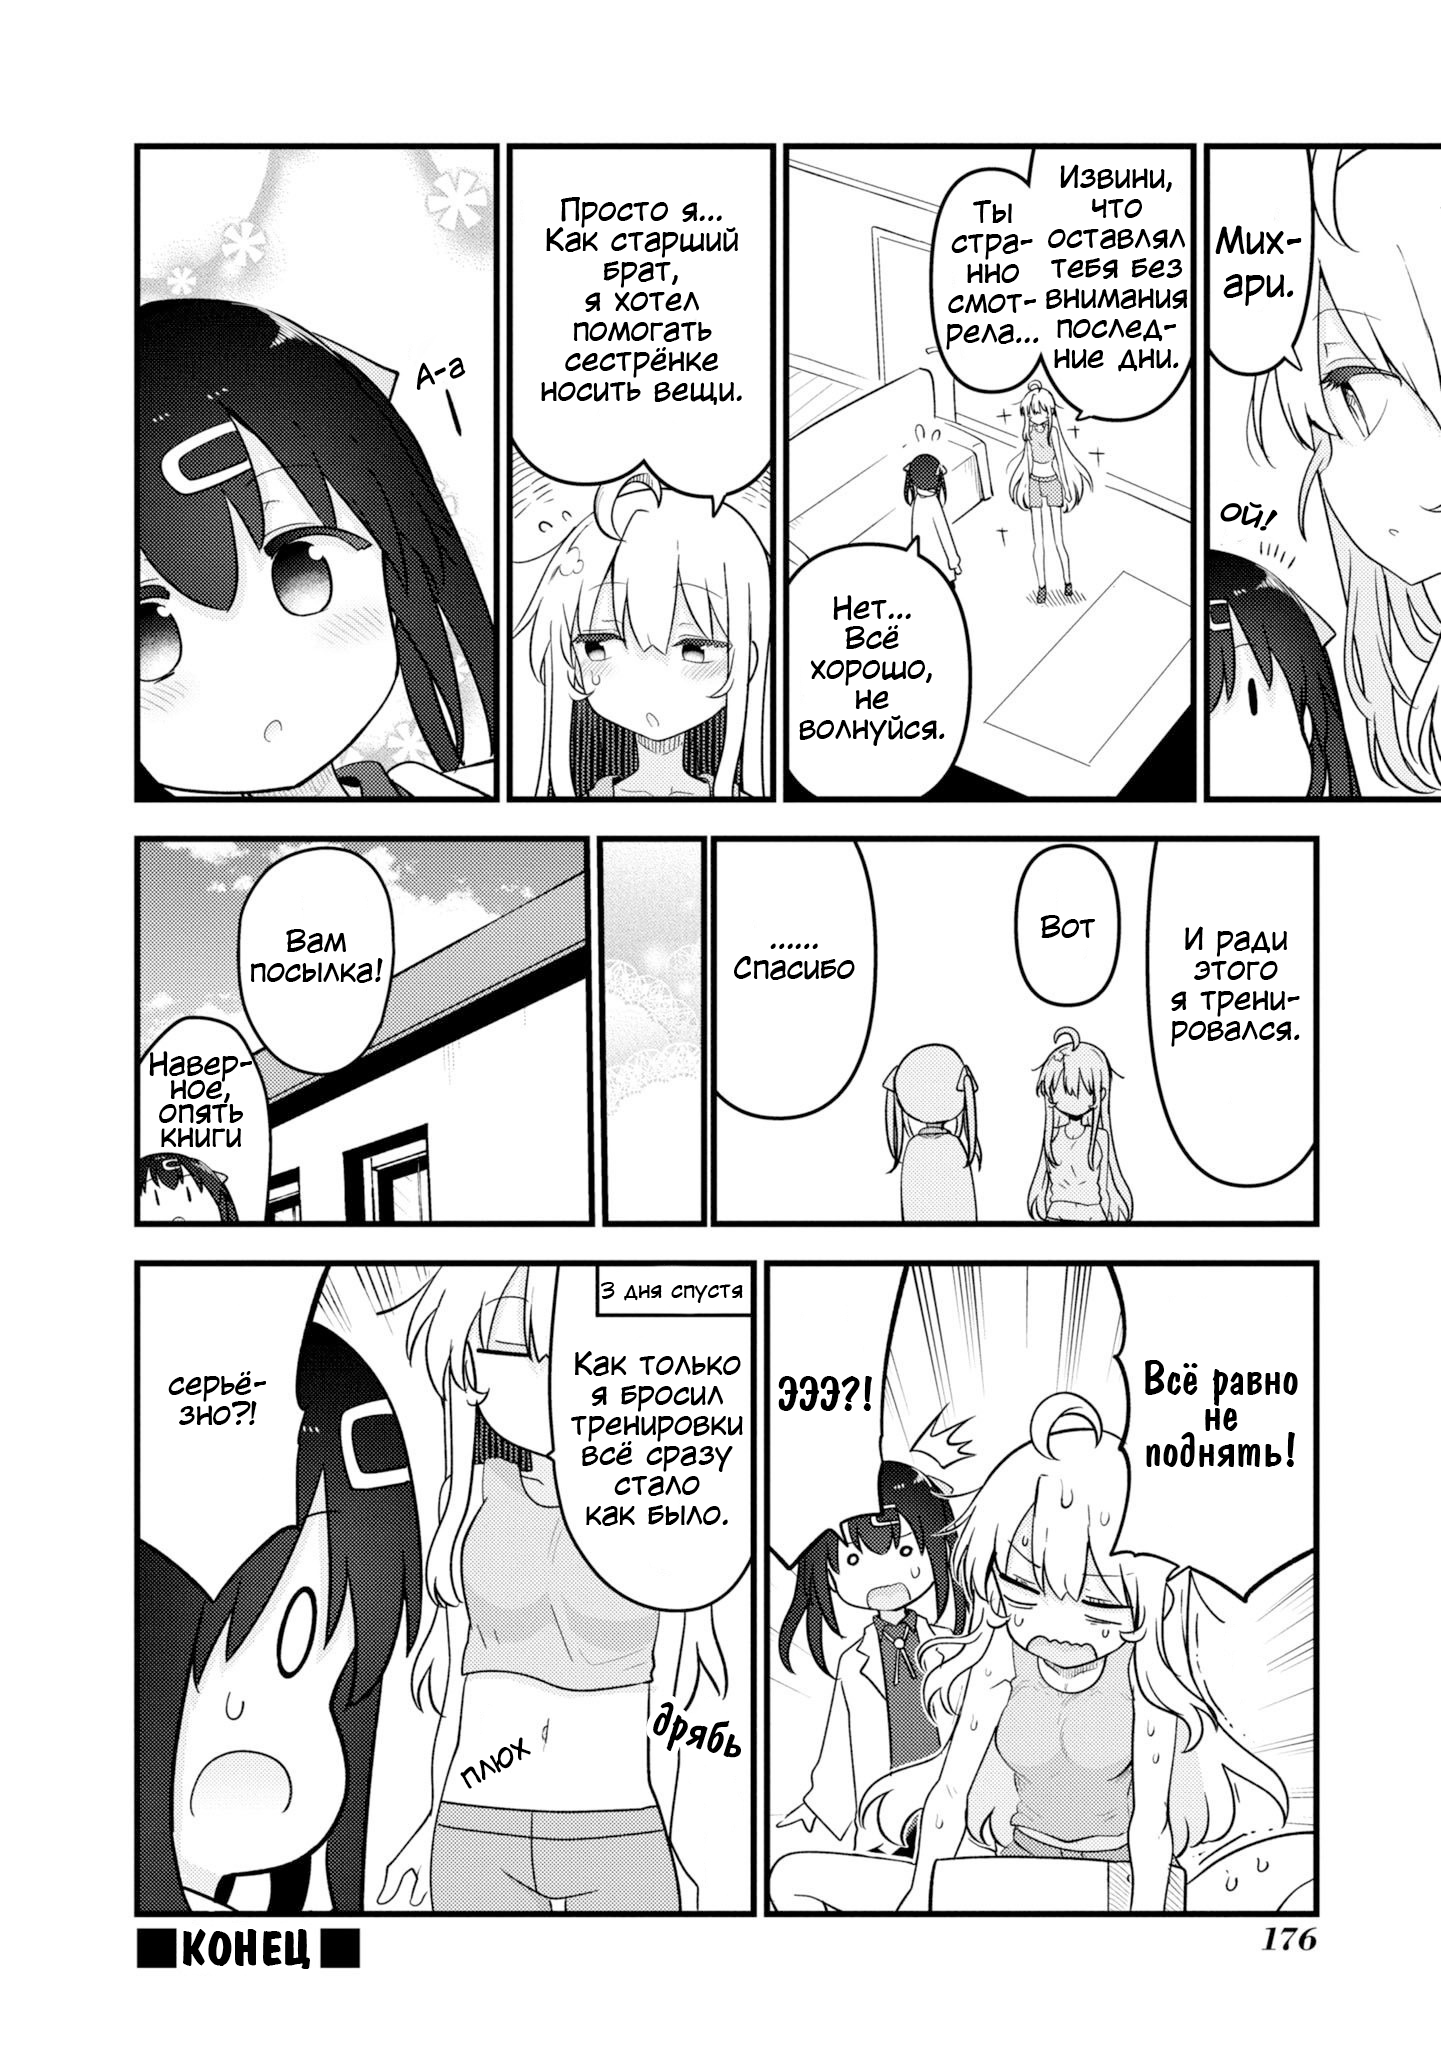 Мих-
ари.
Ой!
Извини,
что
оставлял
тебя без
внимания
послед-
ние дни.
Ты
стра-
нно
смот-
рела...
Нет...
Всё
хорошо,
не
волнуйся.
Просто я...
Как старший
брат,
я хотел
помогать
сестрёнке
носить вещи.
А-а
И ради
этого
я трени-
ровался.
Вот
......
Спасибо
Вам
посылка!
Навер-
ное,
опять
книги
Всё равно
не
поднять!
ЭЭЭ?!
3 дня спустя
Как только
я бросил
тренировки
всё сразу
стало
как было.
дрябь
плюх
серьё-
зно?!
КОНЕЦ
176